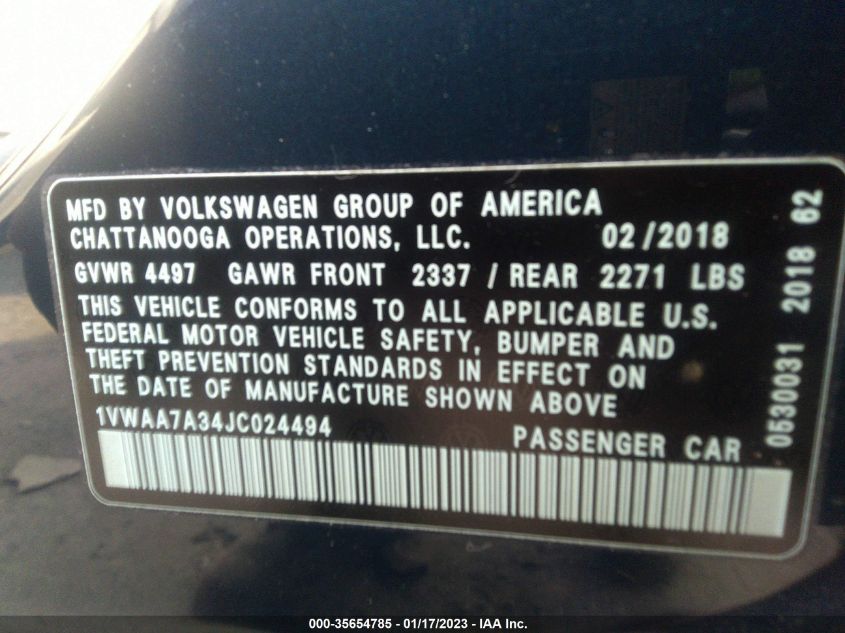 MFD BY VOLKSWAGEN GROUP OF AMERICA
CHATTANOOGA OPERATIONS, LLC. 02/2018
GVWR 4497 GAWR FRONT 2337 / REAR 2271 LBS
THIS VEHICLE CONFORMS TO ALL APPLICABLE U.S.
FEDERAL MOTOR VEHICLE SAFETY, BUMPER AND
THEFT PREVENTION STANDARDS IN EFFECT ON
THE DATE OF MANUFACTURE SHOWN ABOVE
1VWAA7A34JC024494 PASSENGER CAR
0530031 2018 62
000-35654785 - 01/17/2023 - IAA Inc.